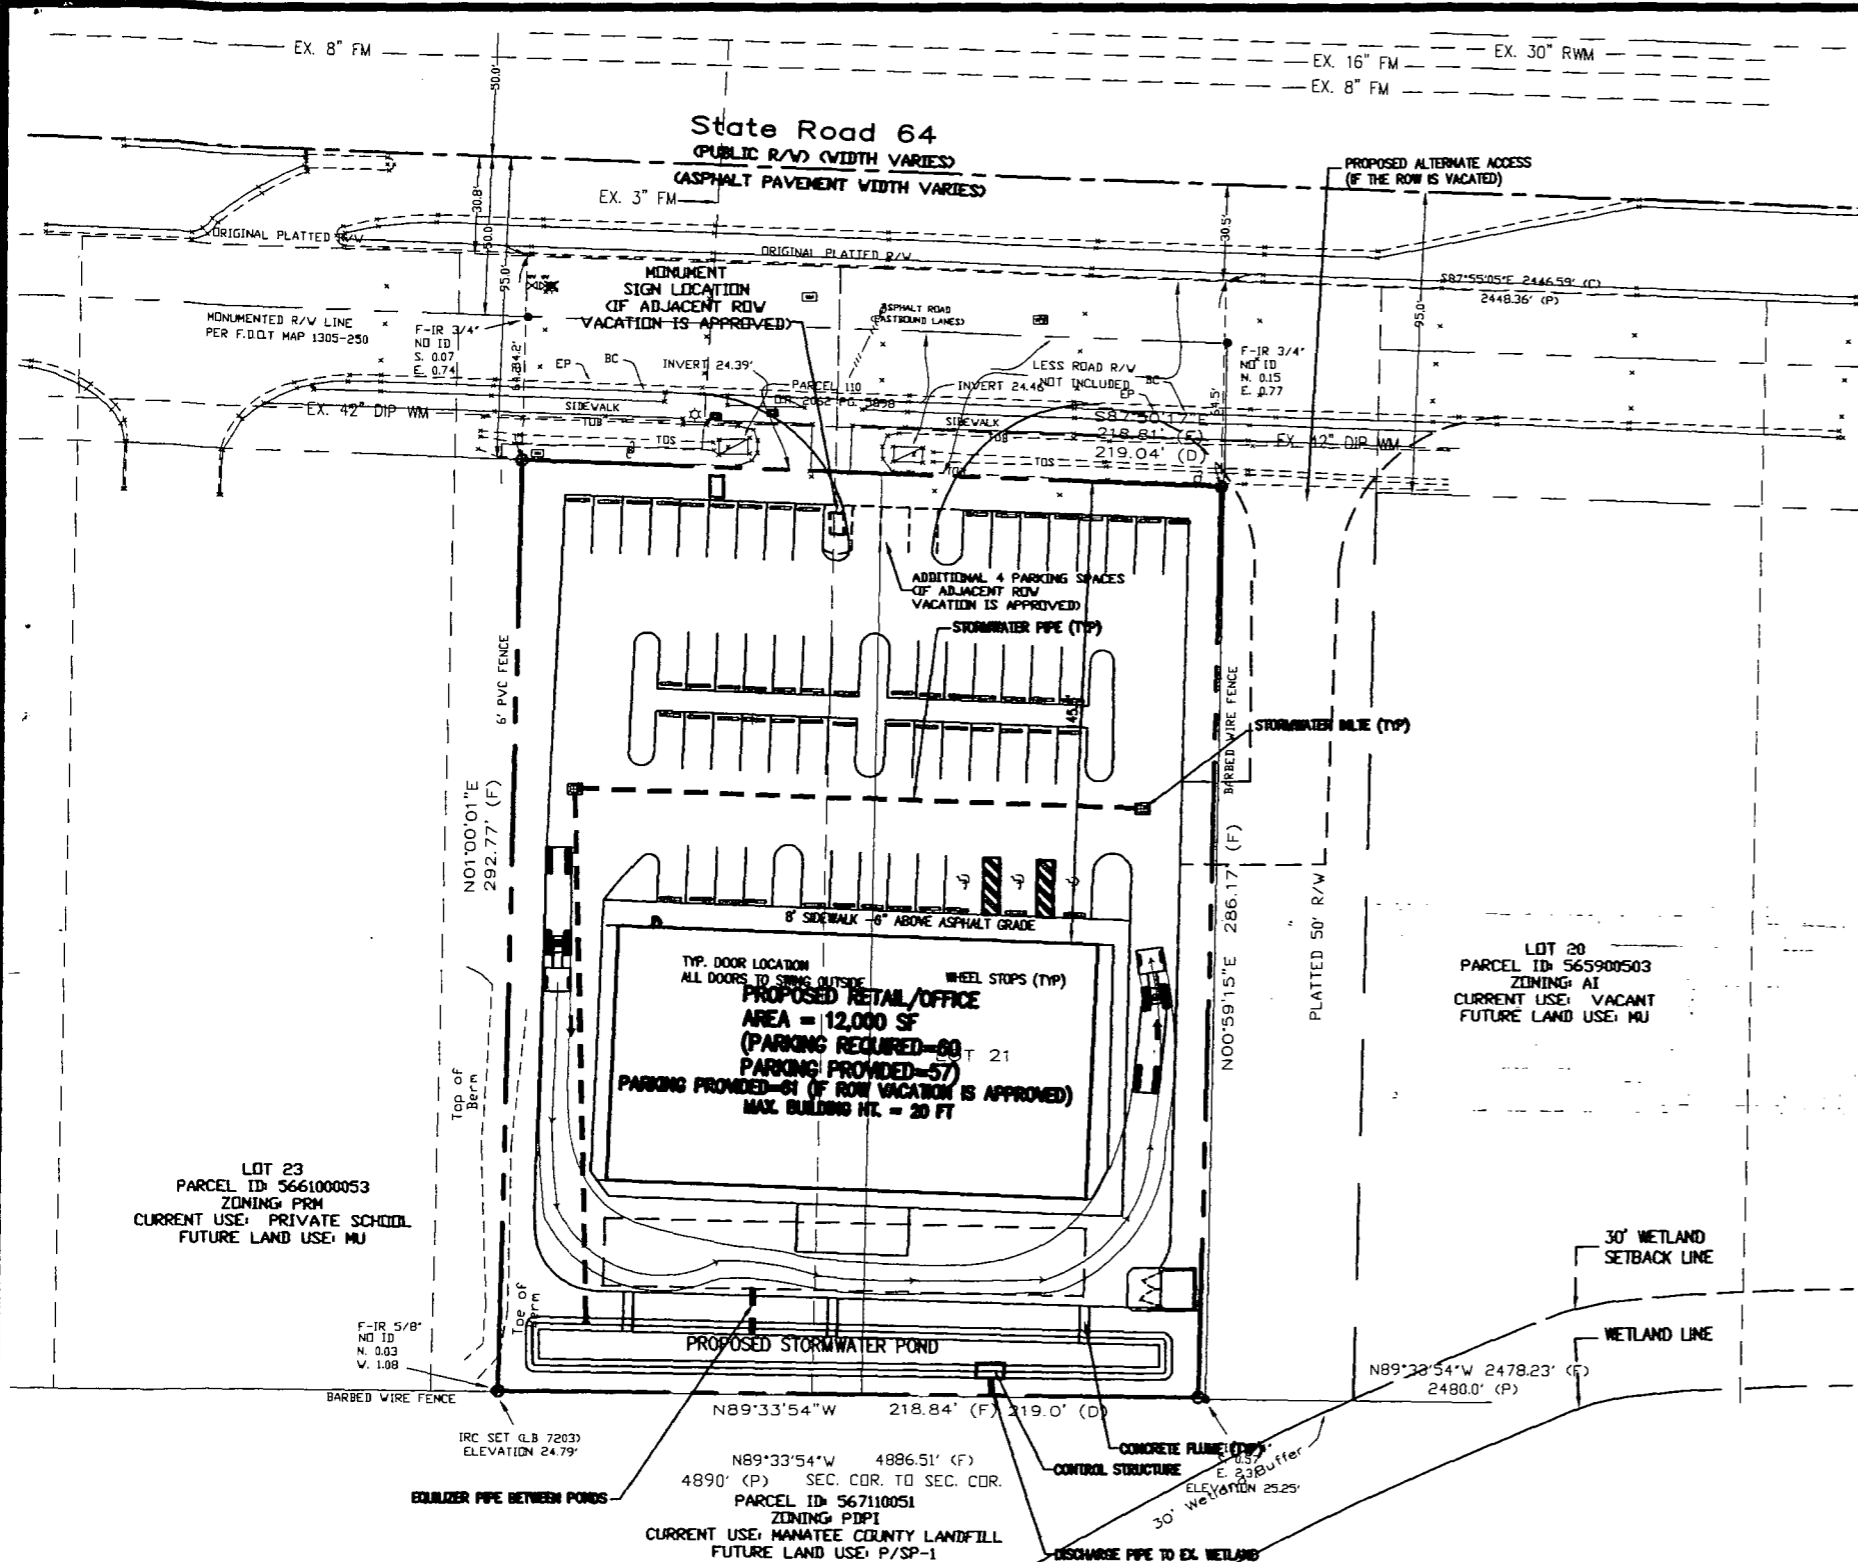 EX. 8" FM
50.0'
EX. 30" RWM
EX. 16" FM
EX. 8" FM
State Road 64
(PUBLIC R/W) (WIDTH VARIES)
(ASPHALT PAVEMENT WIDTH VARIES)
EX. 3" FM
PROPOSED ALTERNATE ACCESS
(IF THE ROW IS VACATED)
30.8'
50.0'
95.0'
30.5'
95.0'
ORIGINAL PLATTED R/W
ORIGINAL PLATTED R/W
S87°55'05"E 2446.59' (C)
2448.36' (P)
MONUMENT
SIGN LOCATION
(IF ADJACENT ROW
VACATION IS APPROVED)
ASPHALT ROAD
(EASTBOUND LANES)
MONUMENTED R/W LINE
PER F.D.O.T MAP 1305-250
F-IR 3/4"
NO ID
S. 0.07
E. 0.74
F-IR 3/4"
NO ID
N. 0.15
E. 0.77
EP
BC
INVERT 24.39'
PARCEL 110
O.R. 2062 PG. 5898
INVERT 24.46'
LESS ROAD R/W
NOT INCLUDED
BC
EP
64.5'
EX. 42" DIP WM
SIDEWALK
TOB
TOS
SIDEWALK
TOB
TOS
TOB
S87°50'17"E
218.81' (F)
219.04' (D)
EX. 42" DIP WM
ADDITIONAL 4 PARKING SPACES
(IF ADJACENT ROW
VACATION IS APPROVED)
STORMWATER PIPE (TYP)
6' PVC FENCE
BARBED WIRE FENCE
STORMWATER INLTE (TYP)
N01°00'01"E
292.77' (F)
N00°59'15"E 286.17' (F)
PLATTED 50' R/W
8' SIDEWALK -6" ABOVE ASPHALT GRADE
TYP. DOOR LOCATION
ALL DOORS TO SWING OUTSIDE
WHEEL STOPS (TYP)
PROPOSED RETAIL/OFFICE
AREA = 12,000 SF
(PARKING REQUIRED=60
LOT 21
PARKING PROVIDED=57)
PARKING PROVIDED=61 (IF ROW VACATION IS APPROVED)
MAX. BUILDING HT. = 20 FT
LOT 20
PARCEL ID: 565900503
ZONING: A1
CURRENT USE: VACANT
FUTURE LAND USE: MU
Top of
Berm
LOT 23
PARCEL ID: 5661000053
ZONING: PRM
CURRENT USE: PRIVATE SCHOOL
FUTURE LAND USE: MU
30' WETLAND
SETBACK LINE
WETLAND LINE
Toe of
Berm
F-IR 5/8"
NO ID
N. 0.03
W. 1.08
PROPOSED STORMWATER POND
N89°33'54"W 2478.23' (F)
2480.0' (P)
BARBED WIRE FENCE
N89°33'54"W 218.84' (F) 219.0' (D)
IRC SET (LB 7203)
ELEVATION 24.79'
N89°33'54"W 4886.51' (F)
4890' (P) SEC. COR. TO SEC. COR.
CONCRETE FLUME (TYP)
CONTROL STRUCTURE
ELEVATION 25.25'
30' Wetland Buffer
EQUILIZER PIPE BETWEEN PONDS
PARCEL ID: 567110051
ZONING: PDPI
CURRENT USE: MANATEE COUNTY LANDFILL
FUTURE LAND USE: P/SP-1
DISCHARGE PIPE TO EX. WETLAND